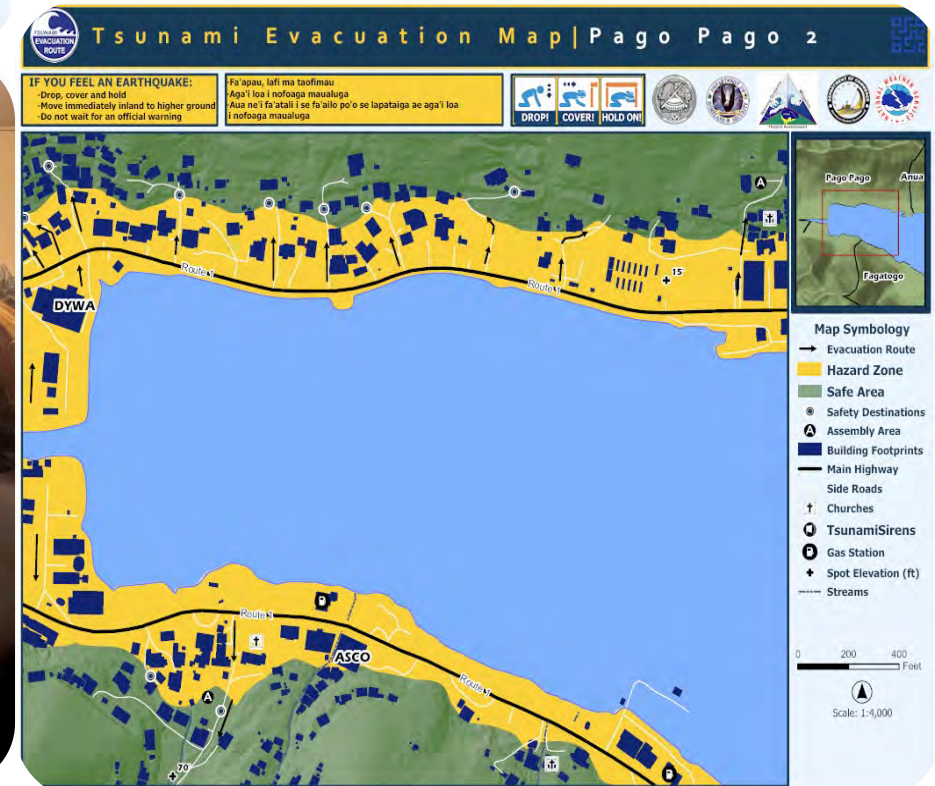 TSUNAMI
EVACUATION
ROUTE
Tsunami Evacuation Map|Pago Pago 2
IF YOU FEEL AN EARTHQUAKE:
-Drop, cover and hold
-Move immediately inland to higher ground
-Do not wait for an official warning
-Fa'apau, lafi ma taofimau
-Aga'i loa i nofoaga maualuga
-Aua ne'i fa'atali i se fa'ailo po'o se lapataiga ae aga'i loa
i nofoaga maualuga
DROP! COVER! HOLD ON!
Hazard Assessment
Pago Pago
Anua
Fagatogo
A
Route 1
DYWA
Route 1
15'
Route 1
ASCO
Route 1
A
70'
Map Symbology
Evacuation Route
Hazard Zone
Safe Area
Safety Destinations
A Assembly Area
Building Footprints
Main Highway
Side Roads
Churches
TsunamiSirens
Gas Station
Spot Elevation (ft)
Streams
0 200 400
Feet
Scale: 1:4,000